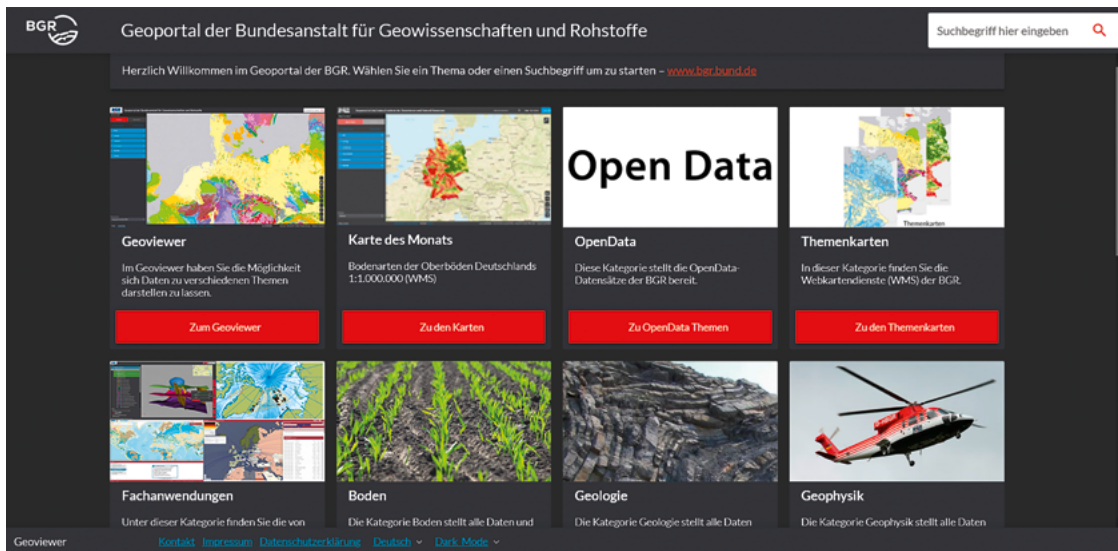 BGR
Geoportal der Bundesanstalt für Geowissenschaften und Rohstoffe
Suchbegriff hier eingeben
Herzlich Willkommen im Geoportal der BGR. Wählen Sie ein Thema oder einen Suchbegriff um zu starten – www.bgr.bund.de
Open Data
Themenkarten
Geoviewer
Im Geoviewer haben Sie die Möglichkeit
sich Daten zu verschiedenen Themen
darstellen zu lassen.
Zum Geoviewer
Karte des Monats
Bodenarten der Oberböden Deutschlands
1:1.000.000 (WMS)
Zu den Karten
OpenData
Diese Kategorie stellt die OpenData-
Datensätze der BGR bereit.
Zu OpenData Themen
Themenkarten
In dieser Kategorie finden Sie die
Webkartendienste (WMS) der BGR.
Zu den Themenkarten
Fachanwendungen
Unter dieser Kategorie finden Sie die von
Boden
Die Kategorie Boden stellt alle Daten und
Geologie
Die Kategorie Geologie stellt alle Daten
Geophysik
Die Kategorie Geophysik stellt alle Daten
Geoviewer
Kontakt Impressum Datenschutzerklärung Deutsch Dark Mode